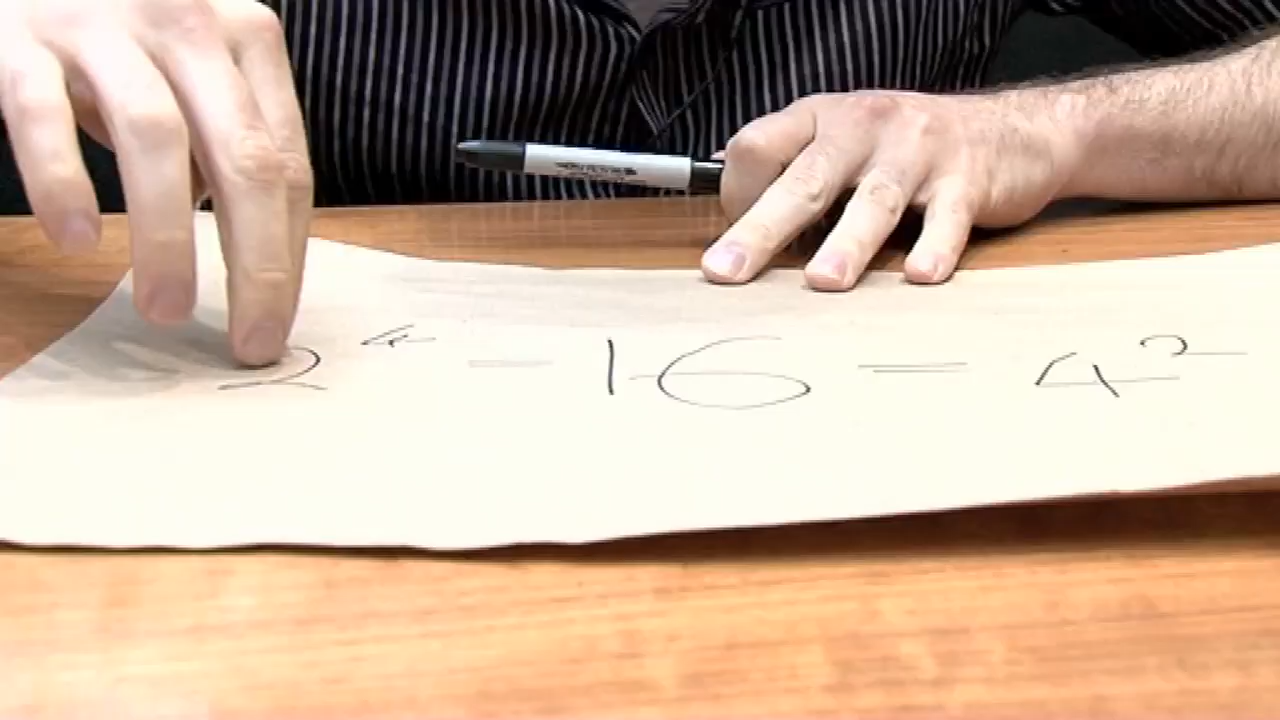 2⁴ = 16 = 4²